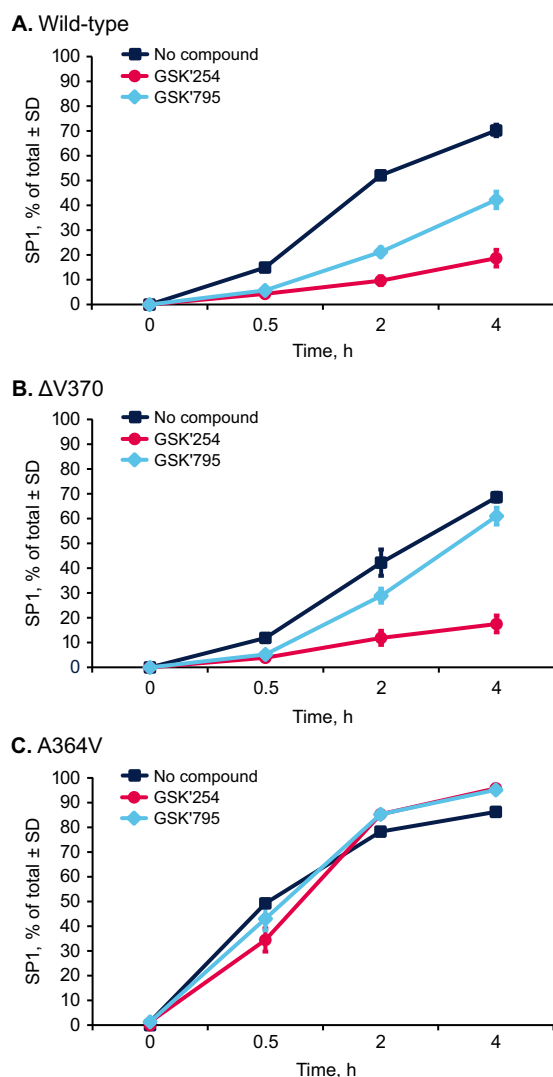 A. Wild-type
No compound
GSK'254
GSK'795
SP1, % of total ± SD
100
90
80
70
60
50
40
30
20
10
0
0 0.5 2 4
Time, h
B. ΔV370
No compound
GSK'254
GSK'795
SP1, % of total ± SD
100
90
80
70
60
50
40
30
20
10
0
0 0.5 2 4
Time, h
C. A364V
No compound
GSK'254
GSK'795
SP1, % of total ± SD
100
90
80
70
60
50
40
30
20
10
0
0 0.5 2 4
Time, h